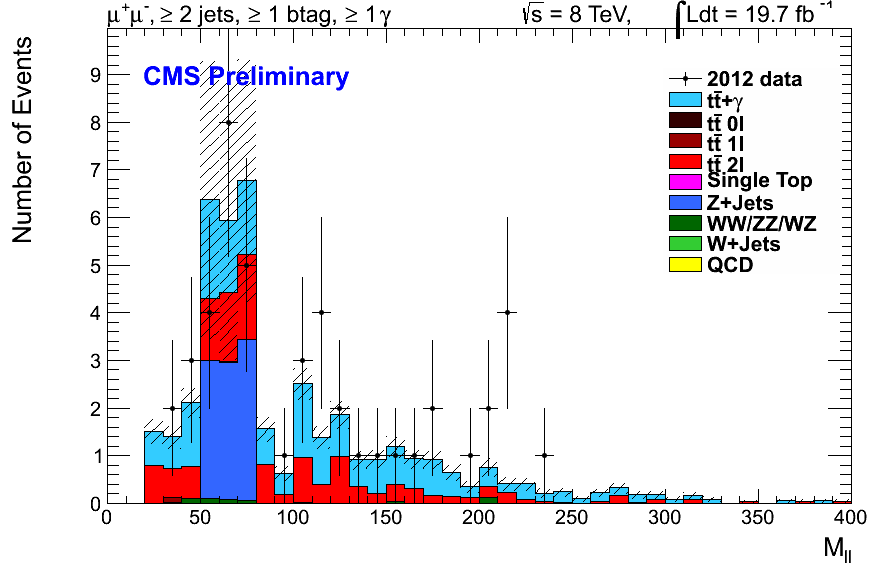 μ⁺μ⁻, ≥ 2 jets, ≥ 1 btag, ≥ 1 γ √s = 8 TeV, ∫Ldt = 19.7 fb⁻¹
CMS Preliminary
Number of Events
9
8
7
6
5
4
3
2
1
0
2012 data
tt̄+γ
tt̄ 0l
tt̄ 1l
tt̄ 2l
Single Top
Z+Jets
WW/ZZ/WZ
W+Jets
QCD
0 50 100 150 200 250 300 350 400
M_ll